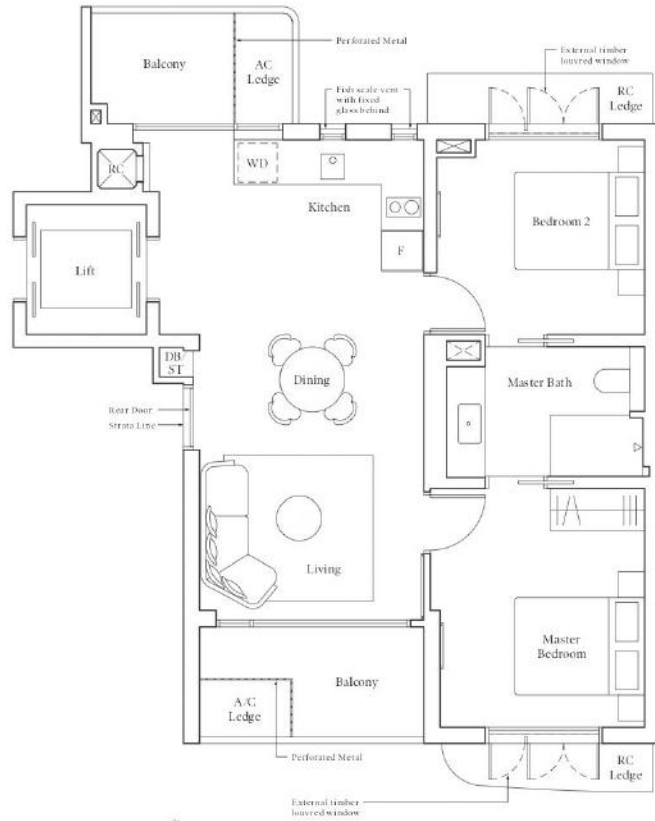 Perforated Metal
External timber
louvred window
Balcony
AC
Ledge
RC
Ledge
Fish scale vent
with fixed
glass behind
WD
RC
Kitchen
Bedroom 2
F
Lift
DB/
ST
Dining
Master Bath
Rear Door
Strata Line
Living
Master
Bedroom
Balcony
A/C
Ledge
Perforated Metal
RC
Ledge
External timber
louvred window